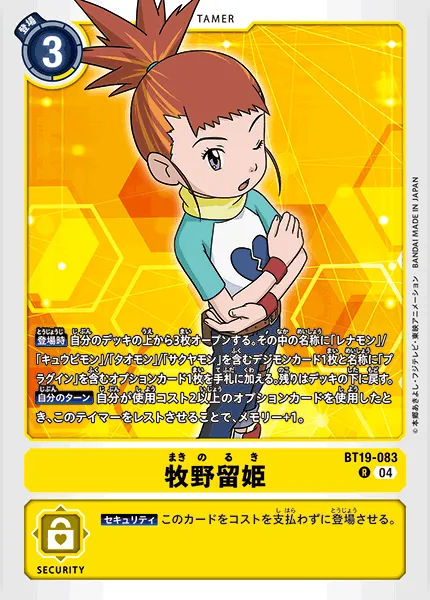 TAMER
登場
3
登場時 自分のデッキの上から3枚オープンする。その中の名称に「レナモン」/
「キュウビモン」/「タオモン」/「サクヤモン」を含むデジモンカード1枚と名称に「プ
ラグイン」を含むオプションカード1枚を手札に加える。残りはデッキの下に戻す。
自分のターン 自分が使用コスト2以上のオプションカードを使用したと
き、このテイマーをレストさせることで、メモリー+1。
©本郷あきよし・フジテレビ・東映アニメーション BANDAI MADE IN JAPAN
BT19-083
R 04
まきのるき
牧野留姫
セキュリティ このカードをコストを支払わずに登場させる。
SECURITY